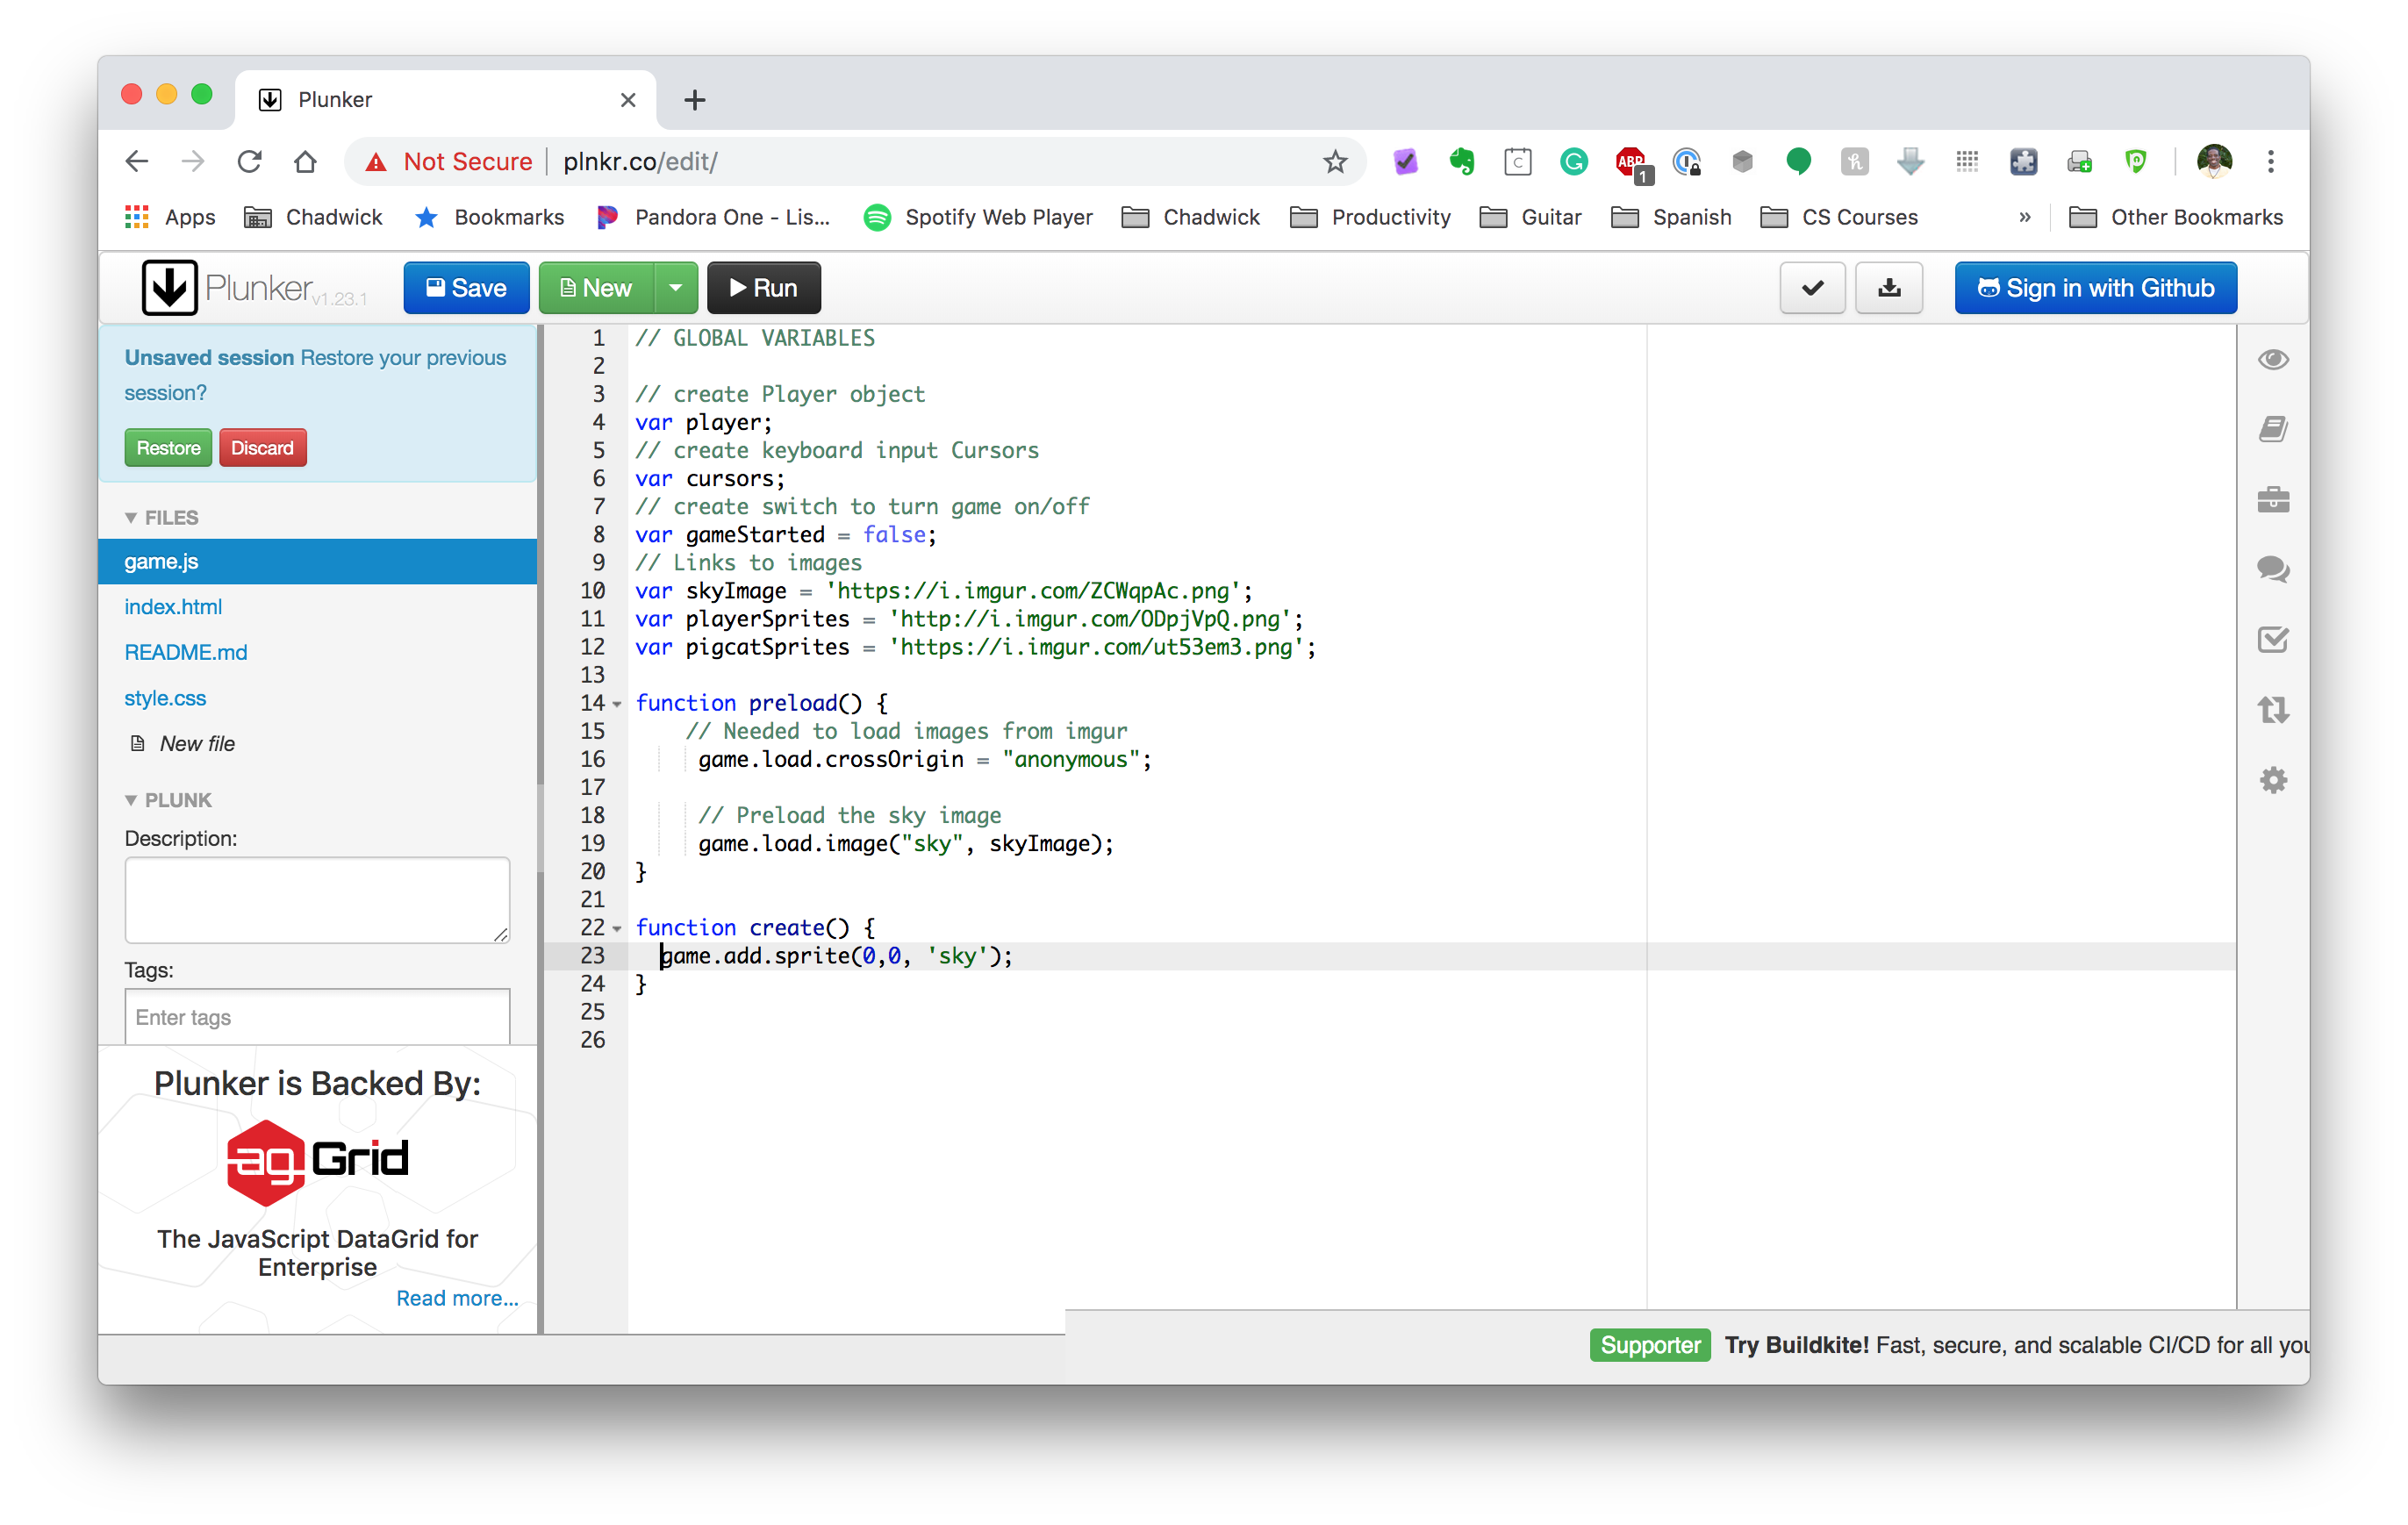 Plunker
Not Secure plnkr.co/edit/
ABP 1
Apps Chadwick Bookmarks Pandora One - Lis... Spotify Web Player Chadwick Productivity Guitar Spanish CS Courses » Other Bookmarks
Plunker v1.23.1 Save New Run Sign in with Github
Unsaved session Restore your previous
session?
Restore Discard
FILES
game.js
index.html
README.md
style.css
New file
PLUNK
Description:
Tags:
Enter tags
Plunker is Backed By:
ag Grid
The JavaScript DataGrid for
Enterprise
Read more...
1 // GLOBAL VARIABLES
2
3 // create Player object
4 var player;
5 // create keyboard input Cursors
6 var cursors;
7 // create switch to turn game on/off
8 var gameStarted = false;
9 // Links to images
10 var skyImage = 'https://i.imgur.com/ZCWqpAc.png';
11 var playerSprites = 'http://i.imgur.com/ODpjVpQ.png';
12 var pigcatSprites = 'https://i.imgur.com/ut53em3.png';
13
14 function preload() {
15 // Needed to load images from imgur
16 game.load.crossOrigin = "anonymous";
17
18 // Preload the sky image
19 game.load.image("sky", skyImage);
20 }
21
22 function create() {
23 game.add.sprite(0,0, 'sky');
24 }
25
26
Supporter Try Buildkite! Fast, secure, and scalable CI/CD for all you